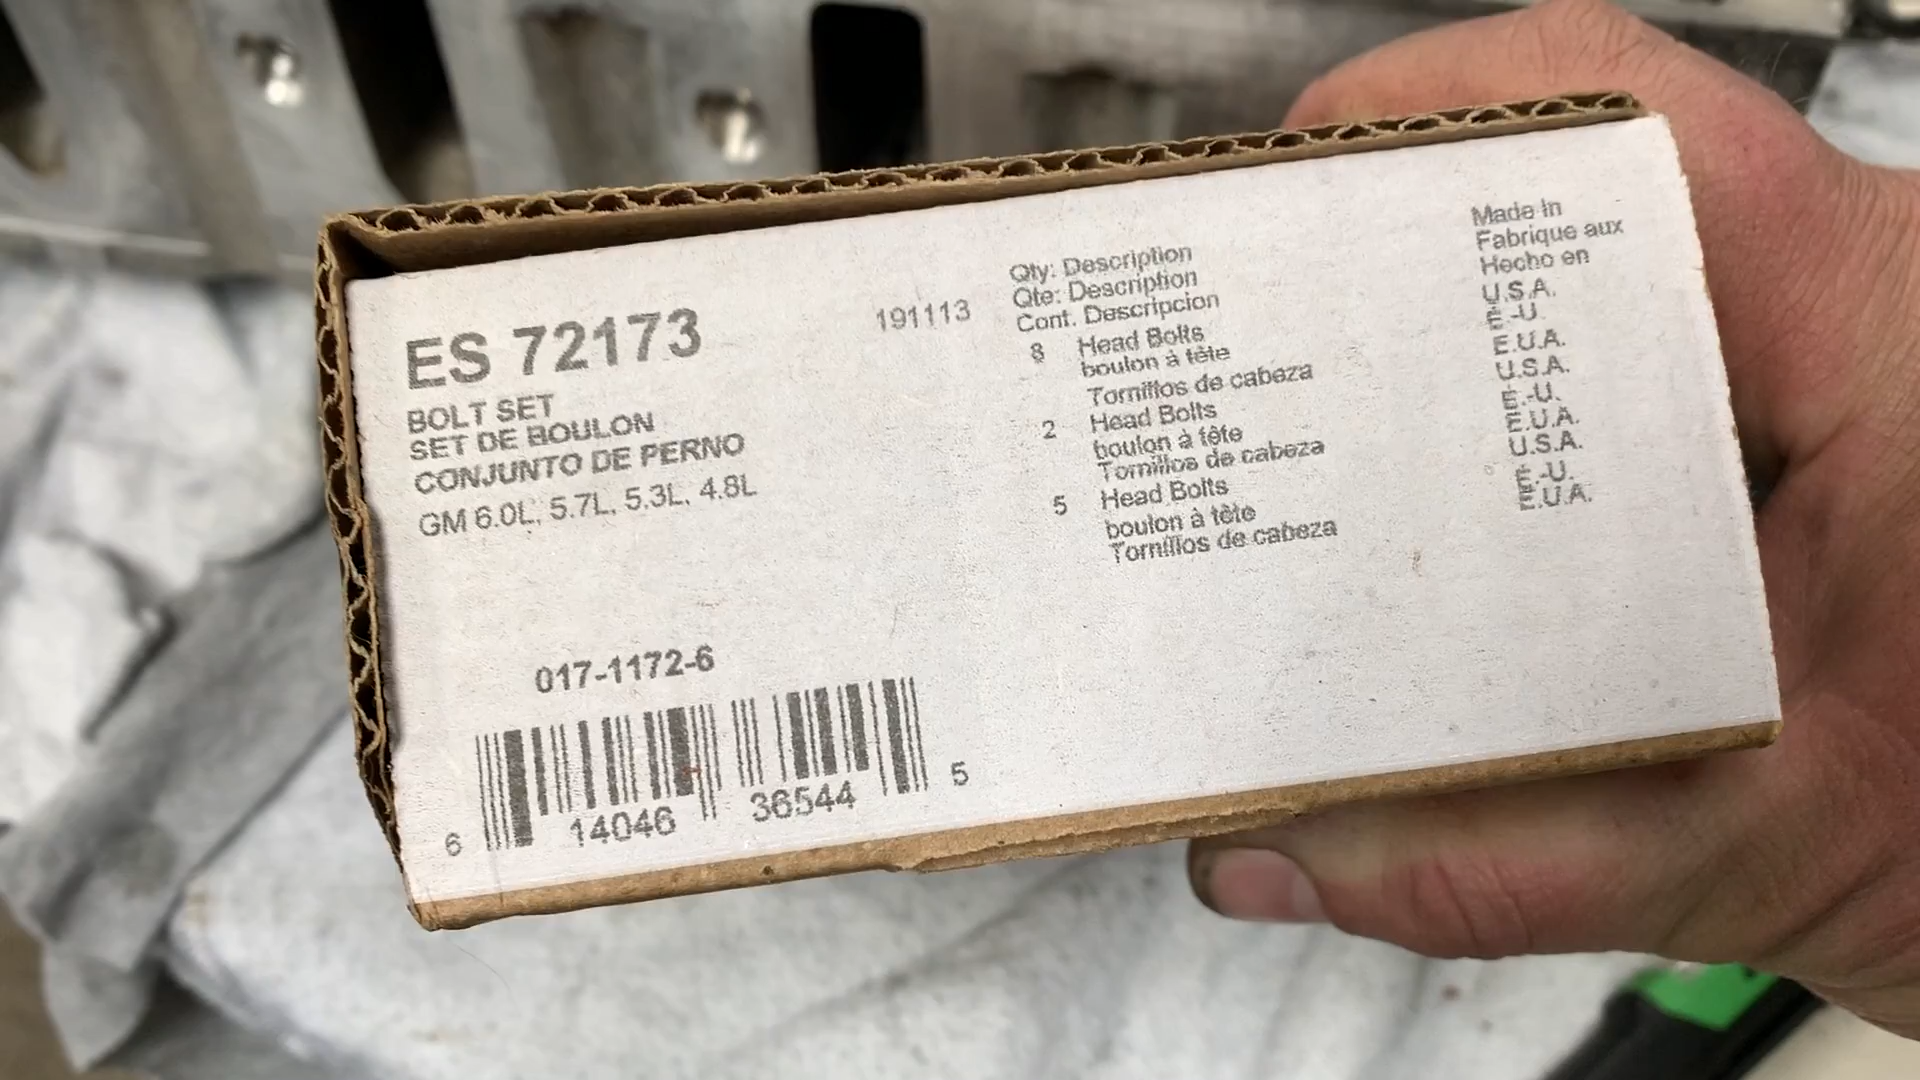 ES 72173
BOLT SET
SET DE BOULON
CONJUNTO DE PERNO
GM 6.0L, 5.7L, 5.3L, 4.8L
191113
017-1172-6
6 14046 36544 5
Qty: Description
Qte: Description
Cont. Descripcion
8 Head Bolts
boulon à tête
Tornillos de cabeza
2 Head Bolts
boulon à tête
Tornillos de cabeza
5 Head Bolts
boulon à tête
Tornillos de cabeza
Made In
Fabrique aux
Hecho en
U.S.A.
É.-U.
E.U.A.
U.S.A.
É.-U.
E.U.A.
U.S.A.
É.-U.
E.U.A.